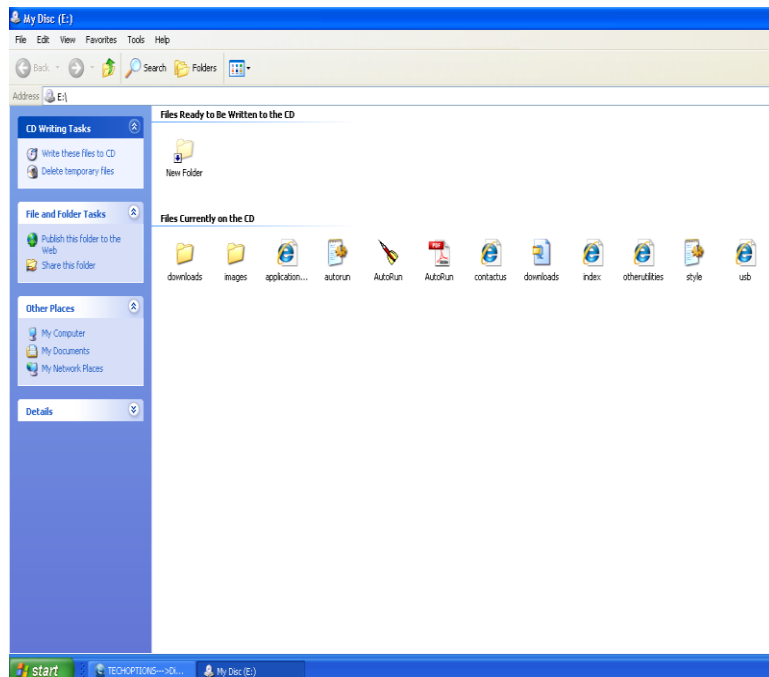 My Disc (E:)
File Edit View Favorites Tools Help
Back Search Folders
Address E:\
CD Writing Tasks
Write these files to CD
Delete temporary files
File and Folder Tasks
Publish this folder to the
Web
Share this folder
Other Places
My Computer
My Documents
My Network Places
Details
Files Ready to Be Written to the CD
New Folder
Files Currently on the CD
downloads images application... autorun AutoRun AutoRun contactus downloads index otherutilities style usb
start TECHOPTIONS--->Di... My Disc (E:)